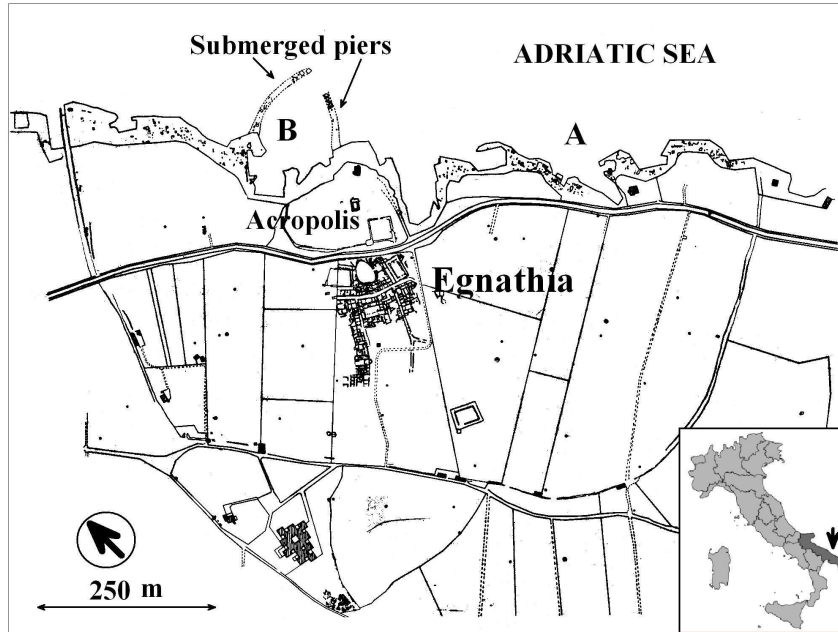 Submerged piers
ADRIATIC SEA
B
A
Acropolis
Egnathia
250 m